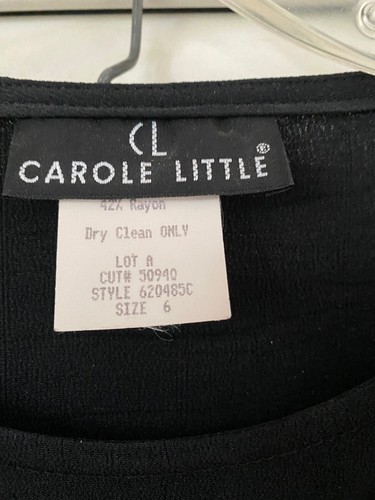 CL
CAROLE LITTLE®
42% Rayon
Dry Clean ONLY
LOT A
CUT# 50940
STYLE 620485C
SIZE 6